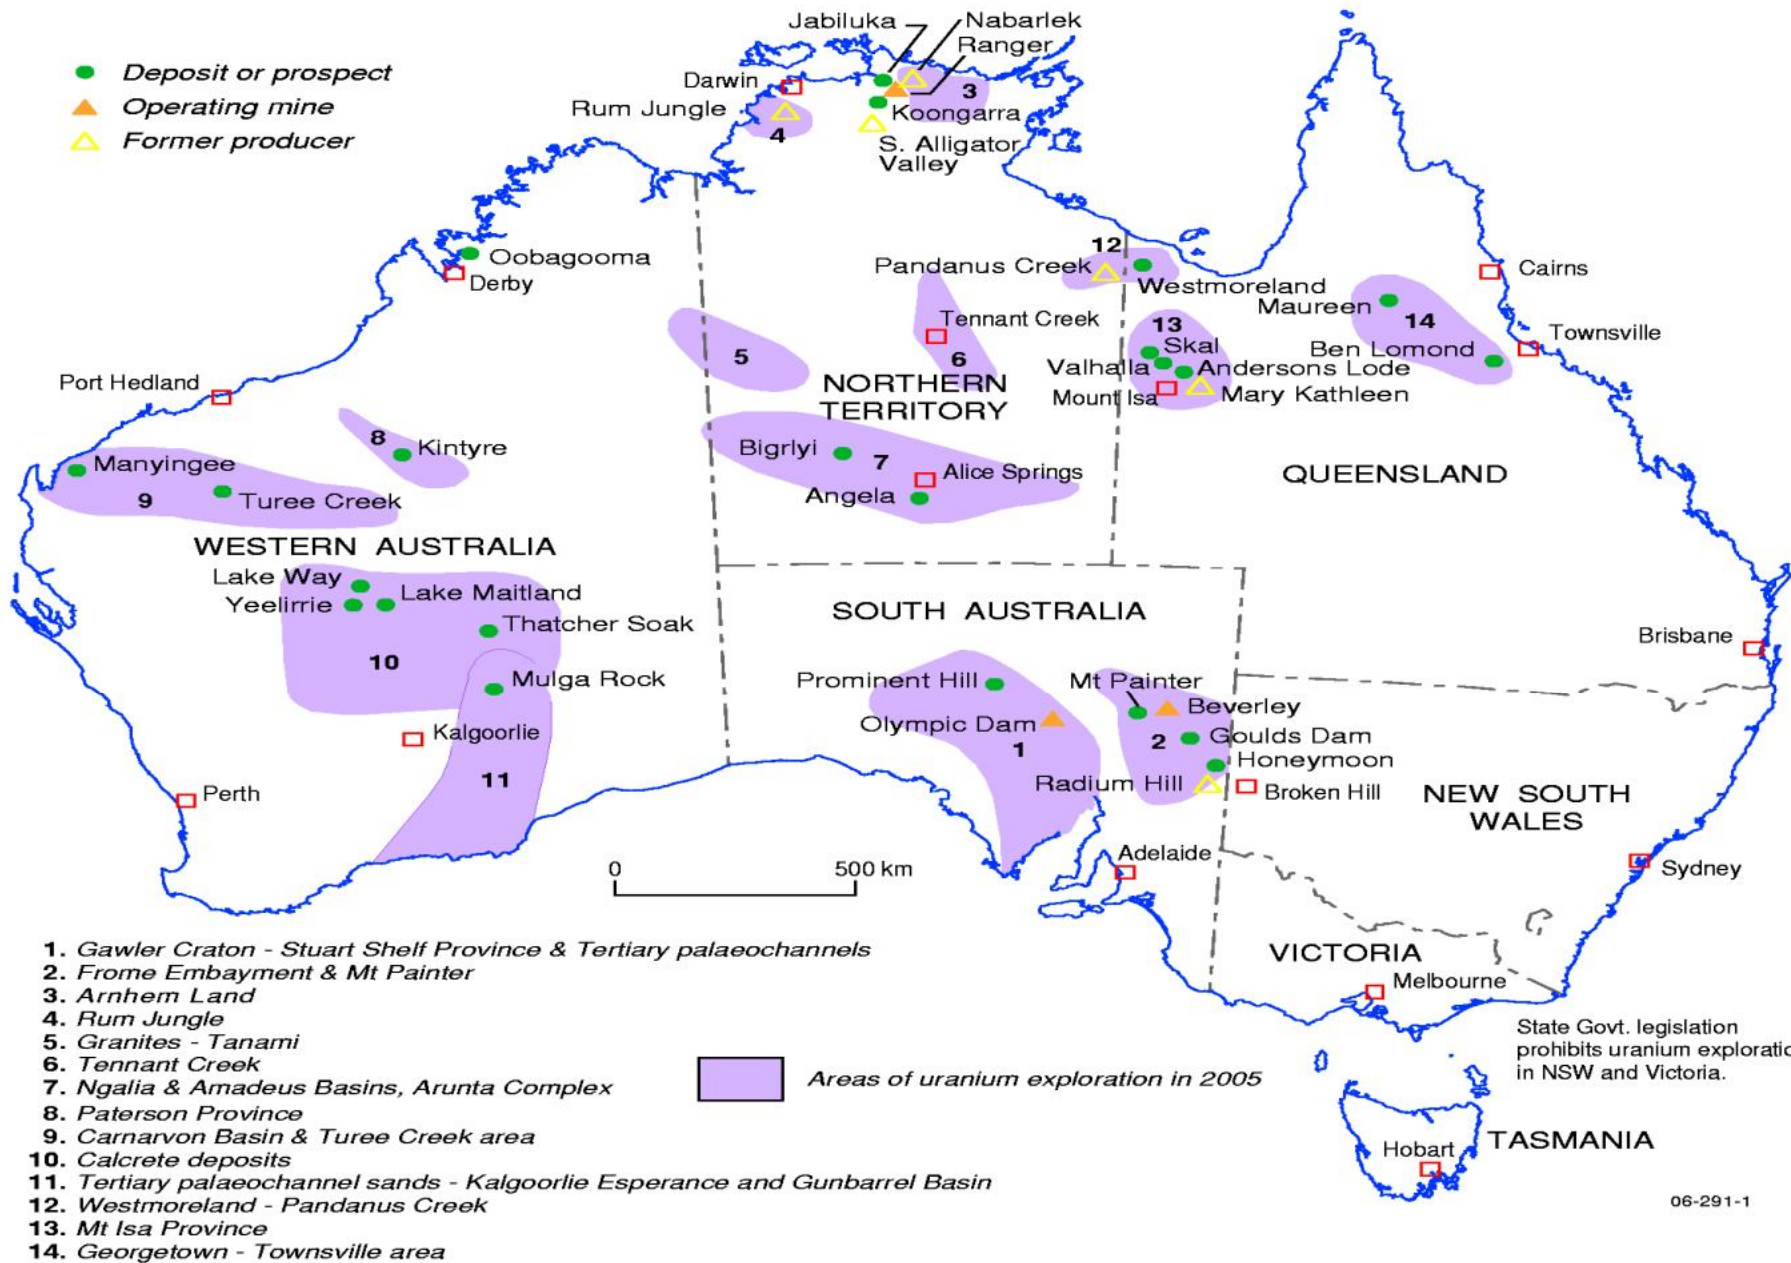 Deposit or prospect
Operating mine
Former producer
Jabiluka
Nabarlek
Ranger
Darwin
Rum Jungle
4
3
Koongarra
S. Alligator
Valley
Oobagooma
Derby
12
Pandanus Creek
Westmoreland
Cairns
Maureen
14
Tennant Creek
6
5
13
Skal
Valhalla
Andersons Lode
Mount Isa
Mary Kathleen
Ben Lomond
Townsville
Port Hedland
NORTHERN
TERRITORY
8
Kintyre
Manyingee
9
Turee Creek
Bigrlyi
7
Alice Springs
Angela
QUEENSLAND
WESTERN AUSTRALIA
Lake Way
Yeelirrie
Lake Maitland
Thatcher Soak
10
Mulga Rock
Kalgoorlie
11
Perth
SOUTH AUSTRALIA
Brisbane
Prominent Hill
Olympic Dam
1
Mt Painter
Beverley
2
Goulds Dam
Honeymoon
Radium Hill
Broken Hill
NEW SOUTH
WALES
Adelaide
Sydney
0
500 km
VICTORIA
Melbourne
1. Gawler Craton - Stuart Shelf Province & Tertiary palaeochannels
2. Frome Embayment & Mt Painter
3. Arnhem Land
4. Rum Jungle
5. Granites - Tanami
6. Tennant Creek
7. Ngalia & Amadeus Basins, Arunta Complex
8. Paterson Province
9. Carnarvon Basin & Turee Creek area
10. Calcrete deposits
11. Tertiary palaeochannel sands - Kalgoorlie Esperance and Gunbarrel Basin
12. Westmoreland - Pandanus Creek
13. Mt Isa Province
14. Georgetown - Townsville area
Areas of uranium exploration in 2005
State Govt. legislation
prohibits uranium exploratio
in NSW and Victoria.
Hobart
TASMANIA
06-291-1